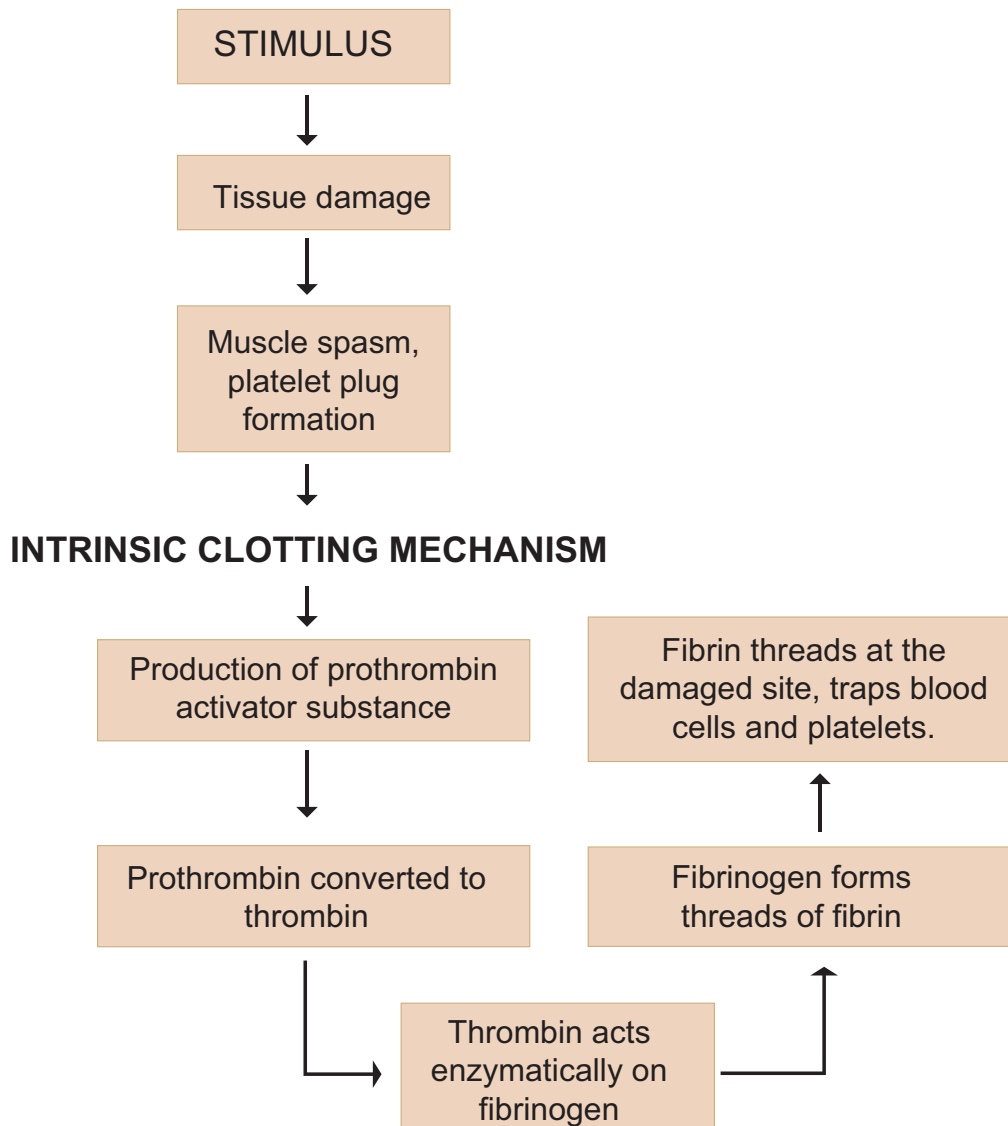 STIMULUS
Tissue damage
Muscle spasm,
platelet plug
formation
INTRINSIC CLOTTING MECHANISM
Production of prothrombin
activator substance
Prothrombin converted to
thrombin
Thrombin acts
enzymatically on
fibrinogen
Fibrinogen forms
threads of fibrin
Fibrin threads at the
damaged site, traps blood
cells and platelets.